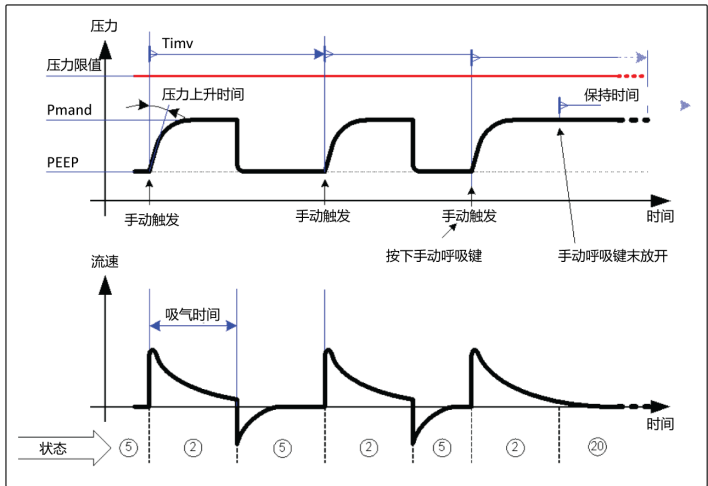 压力
Timv
压力限值
压力上升时间
保持时间
Pmand
PEEP
手动触发
手动触发
手动触发
时间
按下手动呼吸键
手动呼吸键末放开
流速
吸气时间
时间
状态
5 2 5 2 5 2 20